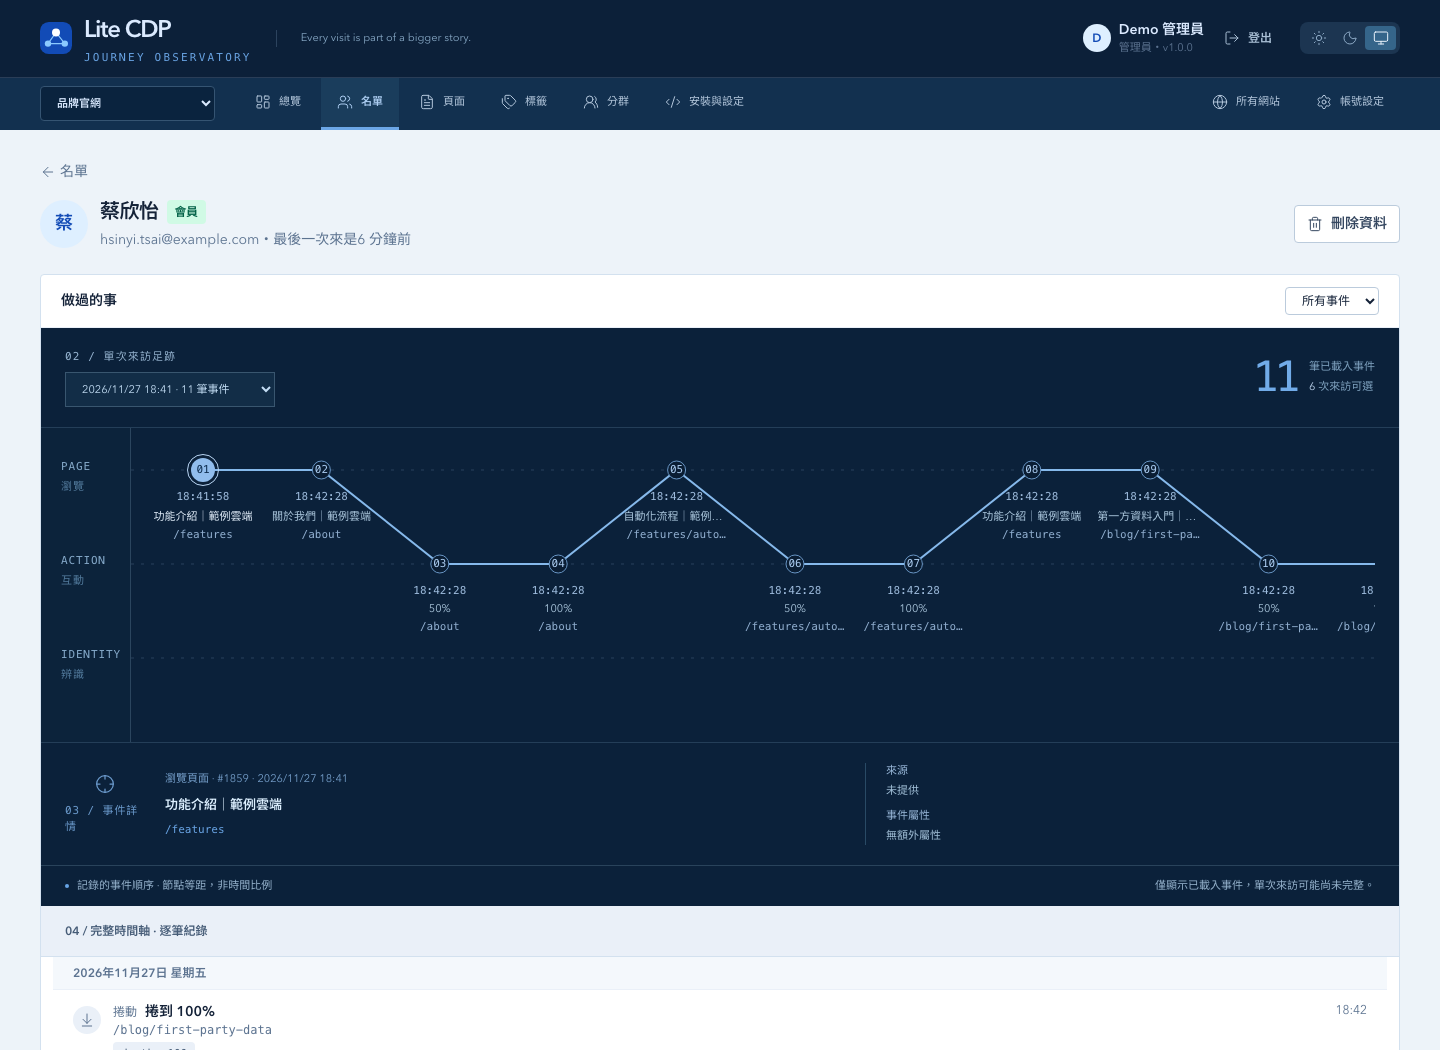 Lite CDP
JOURNEY OBSERVATORY
Every visit is part of a bigger story.
D
Demo 管理員
管理員・v1.0.0
登出
品牌官網
總覽
名單
頁面
標籤
分群
安裝與設定
所有網站
帳號設定
名單
蔡
蔡欣怡
會員
hsinyi.tsai@example.com・最後一次來是6 分鐘前
刪除資料
做過的事
所有事件
02 / 單次來訪足跡
2026/11/27 18:41 · 11 筆事件
11
筆已載入事件
6 次來訪可選
PAGE
瀏覽
01
18:41:58
功能介紹｜範例雲端
/features
02
18:42:28
關於我們｜範例雲端
/about
05
18:42:28
自動化流程｜範例…
/features/auto…
08
18:42:28
功能介紹｜範例雲端
/features
09
18:42:28
第一方資料入門｜…
/blog/first-pa…
ACTION
互動
03
18:42:28
50%
/about
04
18:42:28
100%
/about
06
18:42:28
50%
/features/auto…
07
18:42:28
100%
/features/auto…
10
18:42:28
50%
/blog/first-pa…
18
/blog/
IDENTITY
辨識
03 / 事件詳
情
瀏覽頁面 · #1859 · 2026/11/27 18:41
功能介紹｜範例雲端
/features
來源
未提供
事件屬性
無額外屬性
記錄的事件順序 · 節點等距，非時間比例
僅顯示已載入事件，單次來訪可能尚未完整。
04 / 完整時間軸 · 逐筆紀錄
2026年11月27日 星期五
捲動 捲到 100%
18:42
/blog/first-party-data